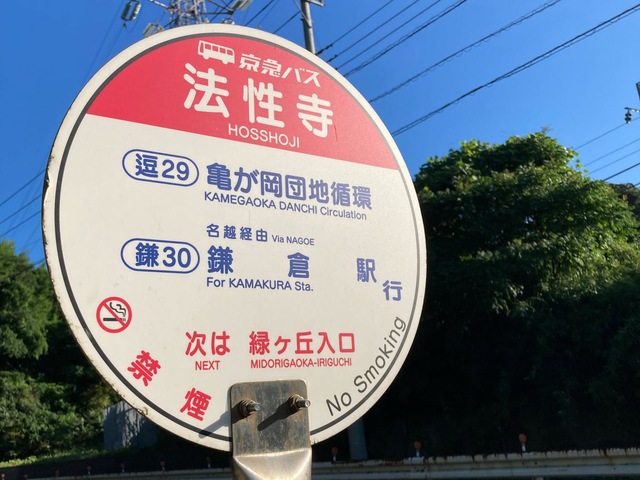 京急バス
法性寺
HOSSHOJI
逗29 亀が岡団地循環
KAMEGAOKA DANCHI Circulation
名越経由 Via NAGOE
鎌30 鎌倉駅行
For KAMAKURA Sta.
次は 緑ヶ丘入口
NEXT MIDORIGAOKA-IRIGUCHI
禁煙
No Smoking